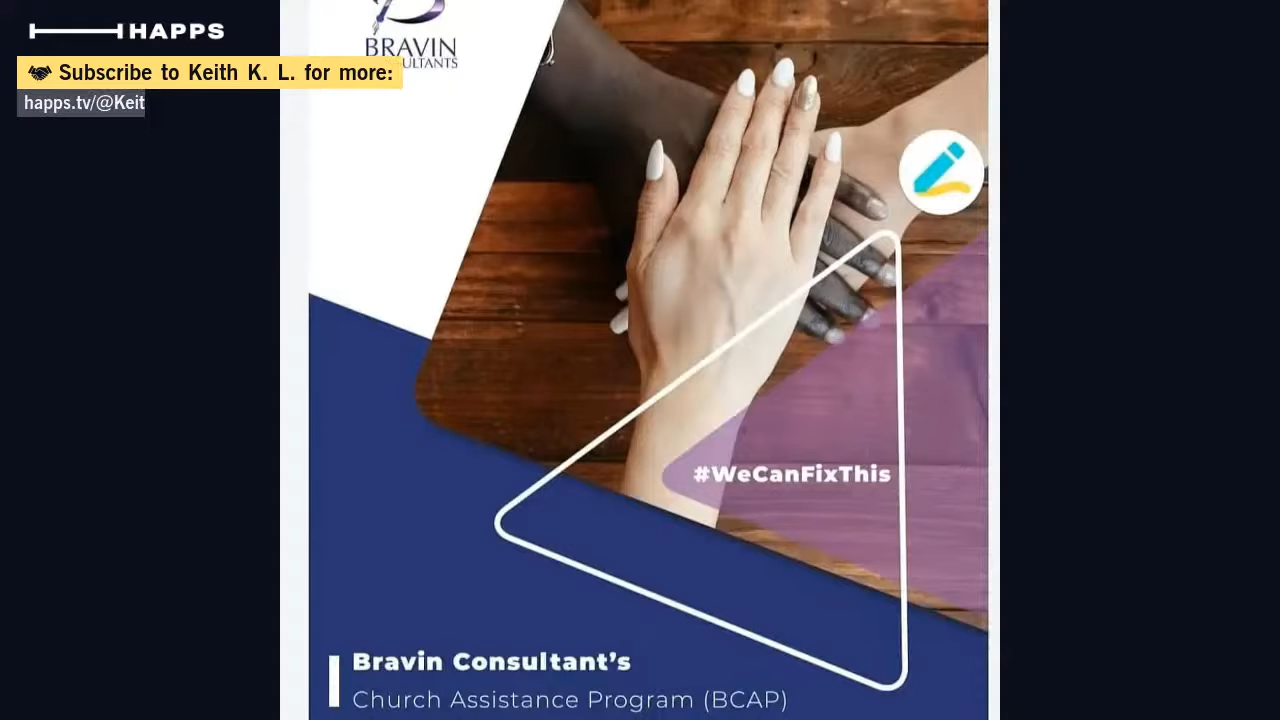 HAPPS
Subscribe to Keith K. L. for more:
happs.tv/@Keit
BRAVIN
#WeCanFixThis
Bravin Consultant’s
Church Assistance Program (BCAP)